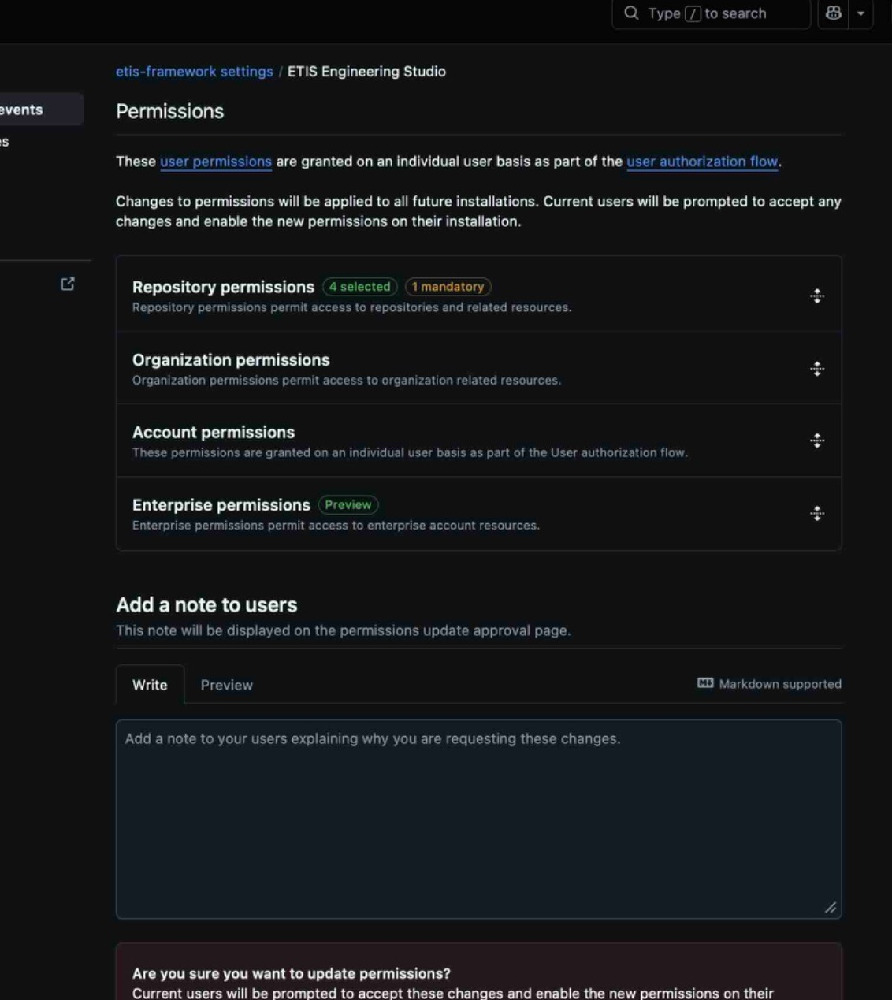 Type / to search
etis-framework settings / ETIS Engineering Studio
events
es
Permissions
These user permissions are granted on an individual user basis as part of the user authorization flow.
Changes to permissions will be applied to all future installations. Current users will be prompted to accept any
changes and enable the new permissions on their installation.
Repository permissions 4 selected 1 mandatory
Repository permissions permit access to repositories and related resources.
Organization permissions
Organization permissions permit access to organization related resources.
Account permissions
These permissions are granted on an individual user basis as part of the User authorization flow.
Enterprise permissions Preview
Enterprise permissions permit access to enterprise account resources.
Add a note to users
This note will be displayed on the permissions update approval page.
Write Preview Markdown supported
Add a note to your users explaining why you are requesting these changes.
Are you sure you want to update permissions?
Current users will be prompted to accept these changes and enable the new permissions on their